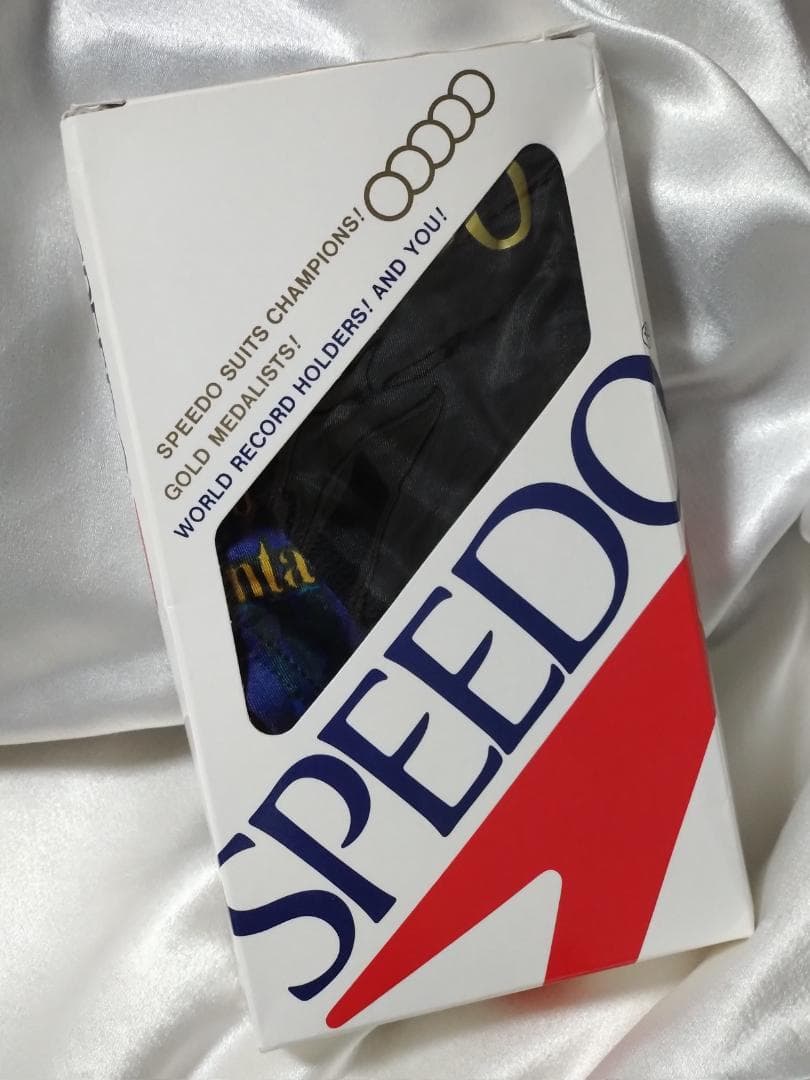 SPEEDO SUITS CHAMPIONS!
GOLD MEDALISTS!
WORLD RECORD HOLDERS! AND YOU!
nta
SPEEDO